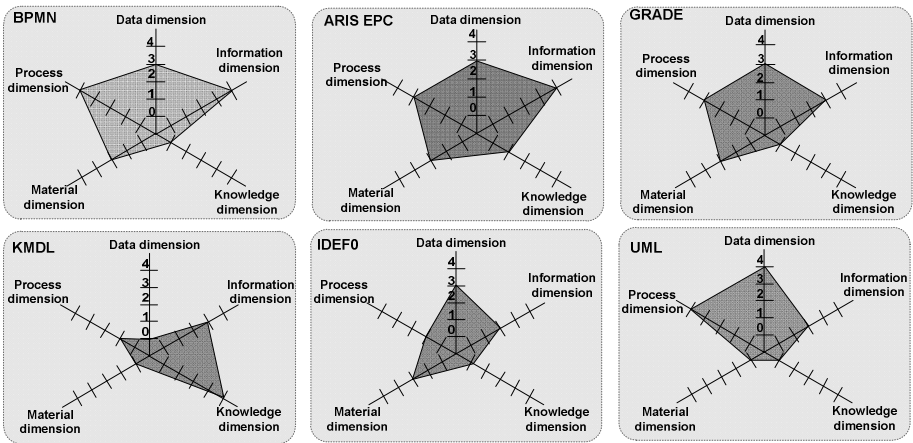 BPMN
Data dimension
4
3
2
1
0
Information
dimension
Process
dimension
Material
dimension
Knowledge
dimension
ARIS EPC
Data dimension
4
3
2
1
0
Information
dimension
Process
dimension
Material
dimension
Knowledge
dimension
GRADE
Data dimension
4
3
2
1
0
Information
dimension
Process
dimension
Material
dimension
Knowledge
dimension
KMDL
Data dimension
4
3
2
1
0
Information
dimension
Process
dimension
Material
dimension
Knowledge
dimension
IDEF0
Data dimension
4
3
2
1
0
Information
dimension
Process
dimension
Material
dimension
Knowledge
dimension
UML
Data dimension
4
3
2
1
0
Information
dimension
Process
dimension
Material
dimension
Knowledge
dimension